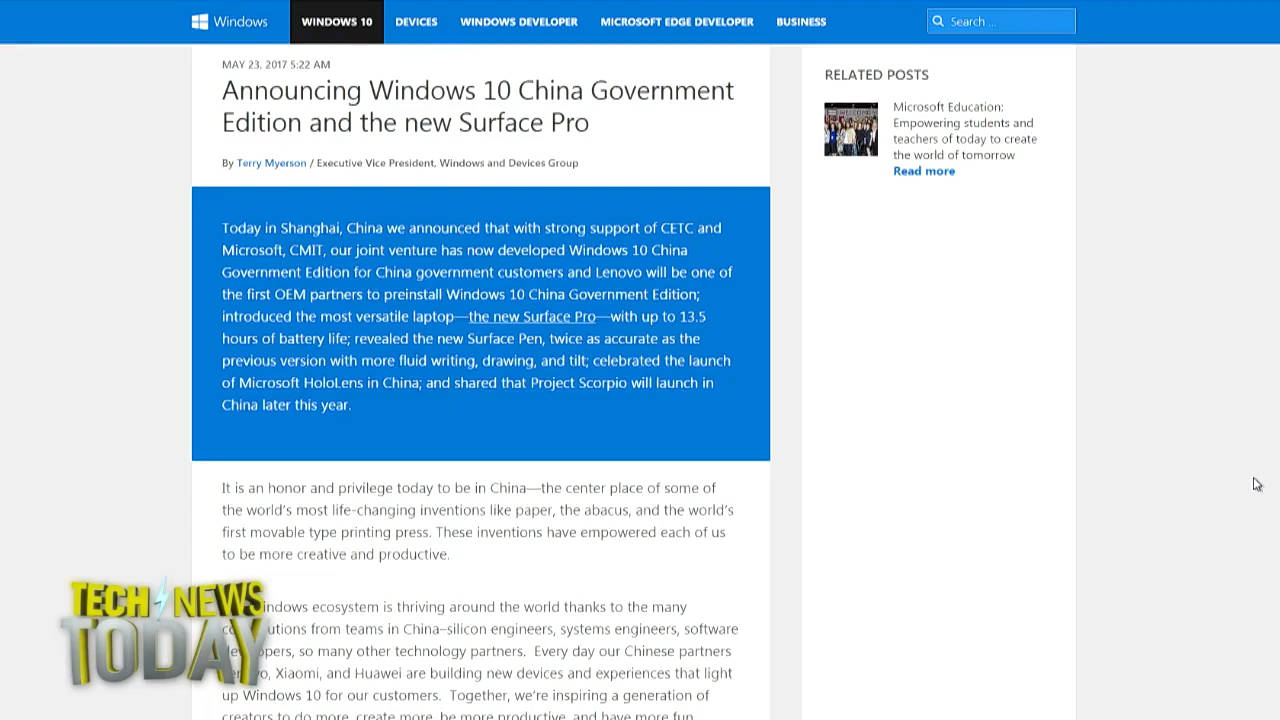 Windows
WINDOWS 10
DEVICES
WINDOWS DEVELOPER
MICROSOFT EDGE DEVELOPER
BUSINESS
Search ...
MAY 23, 2017 5:22 AM
Announcing Windows 10 China Government
Edition and the new Surface Pro
By Terry Myerson / Executive Vice President, Windows and Devices Group
Today in Shanghai, China we announced that with strong support of CETC and
Microsoft, CMIT, our joint venture has now developed Windows 10 China
Government Edition for China government customers and Lenovo will be one of
the first OEM partners to preinstall Windows 10 China Government Edition;
introduced the most versatile laptop—the new Surface Pro—with up to 13.5
hours of battery life; revealed the new Surface Pen, twice as accurate as the
previous version with more fluid writing, drawing, and tilt; celebrated the launch
of Microsoft HoloLens in China; and shared that Project Scorpio will launch in
China later this year.
It is an honor and privilege today to be in China—the center place of some of
the world's most life-changing inventions like paper, the abacus, and the world's
first movable type printing press. These inventions have empowered each of us
to be more creative and productive.
ecosystem is thriving around the world thanks to the many
from teams in China–silicon engineers, systems engineers, software
so many other technology partners.  Every day our Chinese partners
Xiaomi, and Huawei are building new devices and experiences that light
up Windows 10 for our customers.  Together, we're inspiring a generation of
creators to do more, create more, be more productive, and have more fun
RELATED POSTS
Microsoft Education:
Empowering students and
teachers of today to create
the world of tomorrow
Read more
TECH NEWS
TODAY